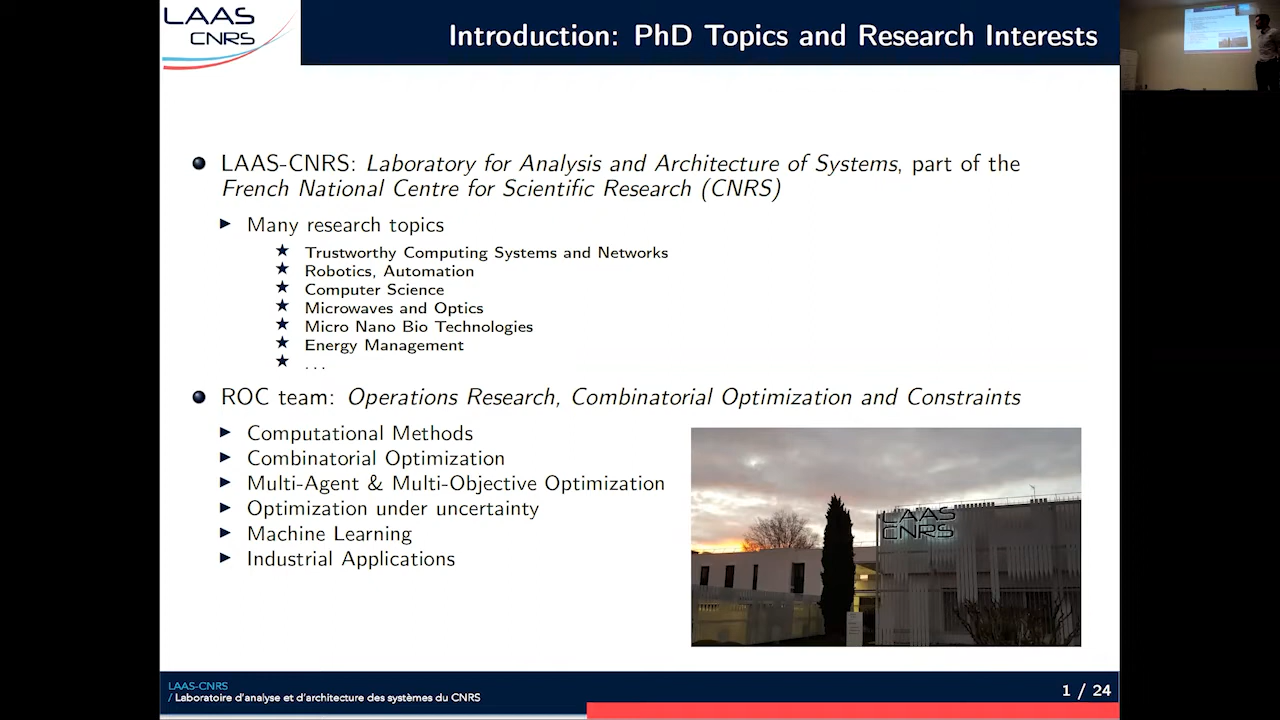 LAAS
CNRS
Introduction: PhD Topics and Research Interests
LAAS-CNRS: Laboratory for Analysis and Architecture of Systems, part of the
French National Centre for Scientific Research (CNRS)
Many research topics
Trustworthy Computing Systems and Networks
Robotics, Automation
Computer Science
Microwaves and Optics
Micro Nano Bio Technologies
Energy Management
. . .
ROC team: Operations Research, Combinatorial Optimization and Constraints
Computational Methods
Combinatorial Optimization
Multi-Agent & Multi-Objective Optimization
Optimization under uncertainty
Machine Learning
Industrial Applications
LAAS
CNRS
LAAS-CNRS
/ Laboratoire d'analyse et d'architecture des systèmes du CNRS
1 / 24